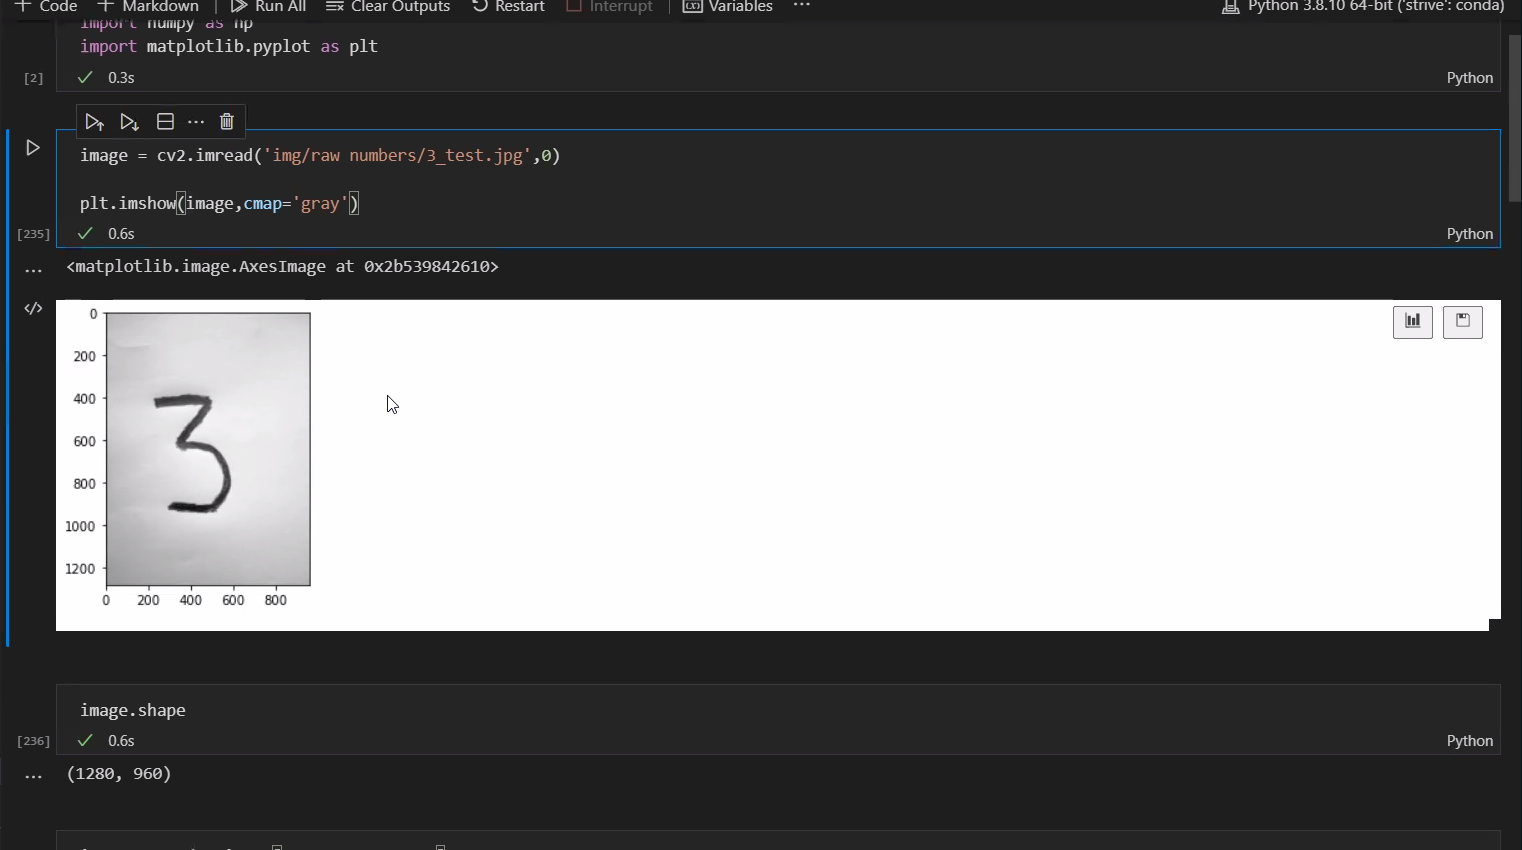 Code Markdown Run All Clear Outputs Restart Interrupt Variables ... Python 3.8.10 64-bit ('strive': conda)
import numpy as np
import matplotlib.pyplot as plt
[2] 0.3s Python
image = cv2.imread('img/raw numbers/3_test.jpg',0)
plt.imshow(image,cmap='gray')
[235] 0.6s Python
... <matplotlib.image.AxesImage at 0x2b539842610>
0
200
400
600
800
1000
1200
3
0 200 400 600 800
image.shape
[236] 0.6s Python
... (1280, 960)